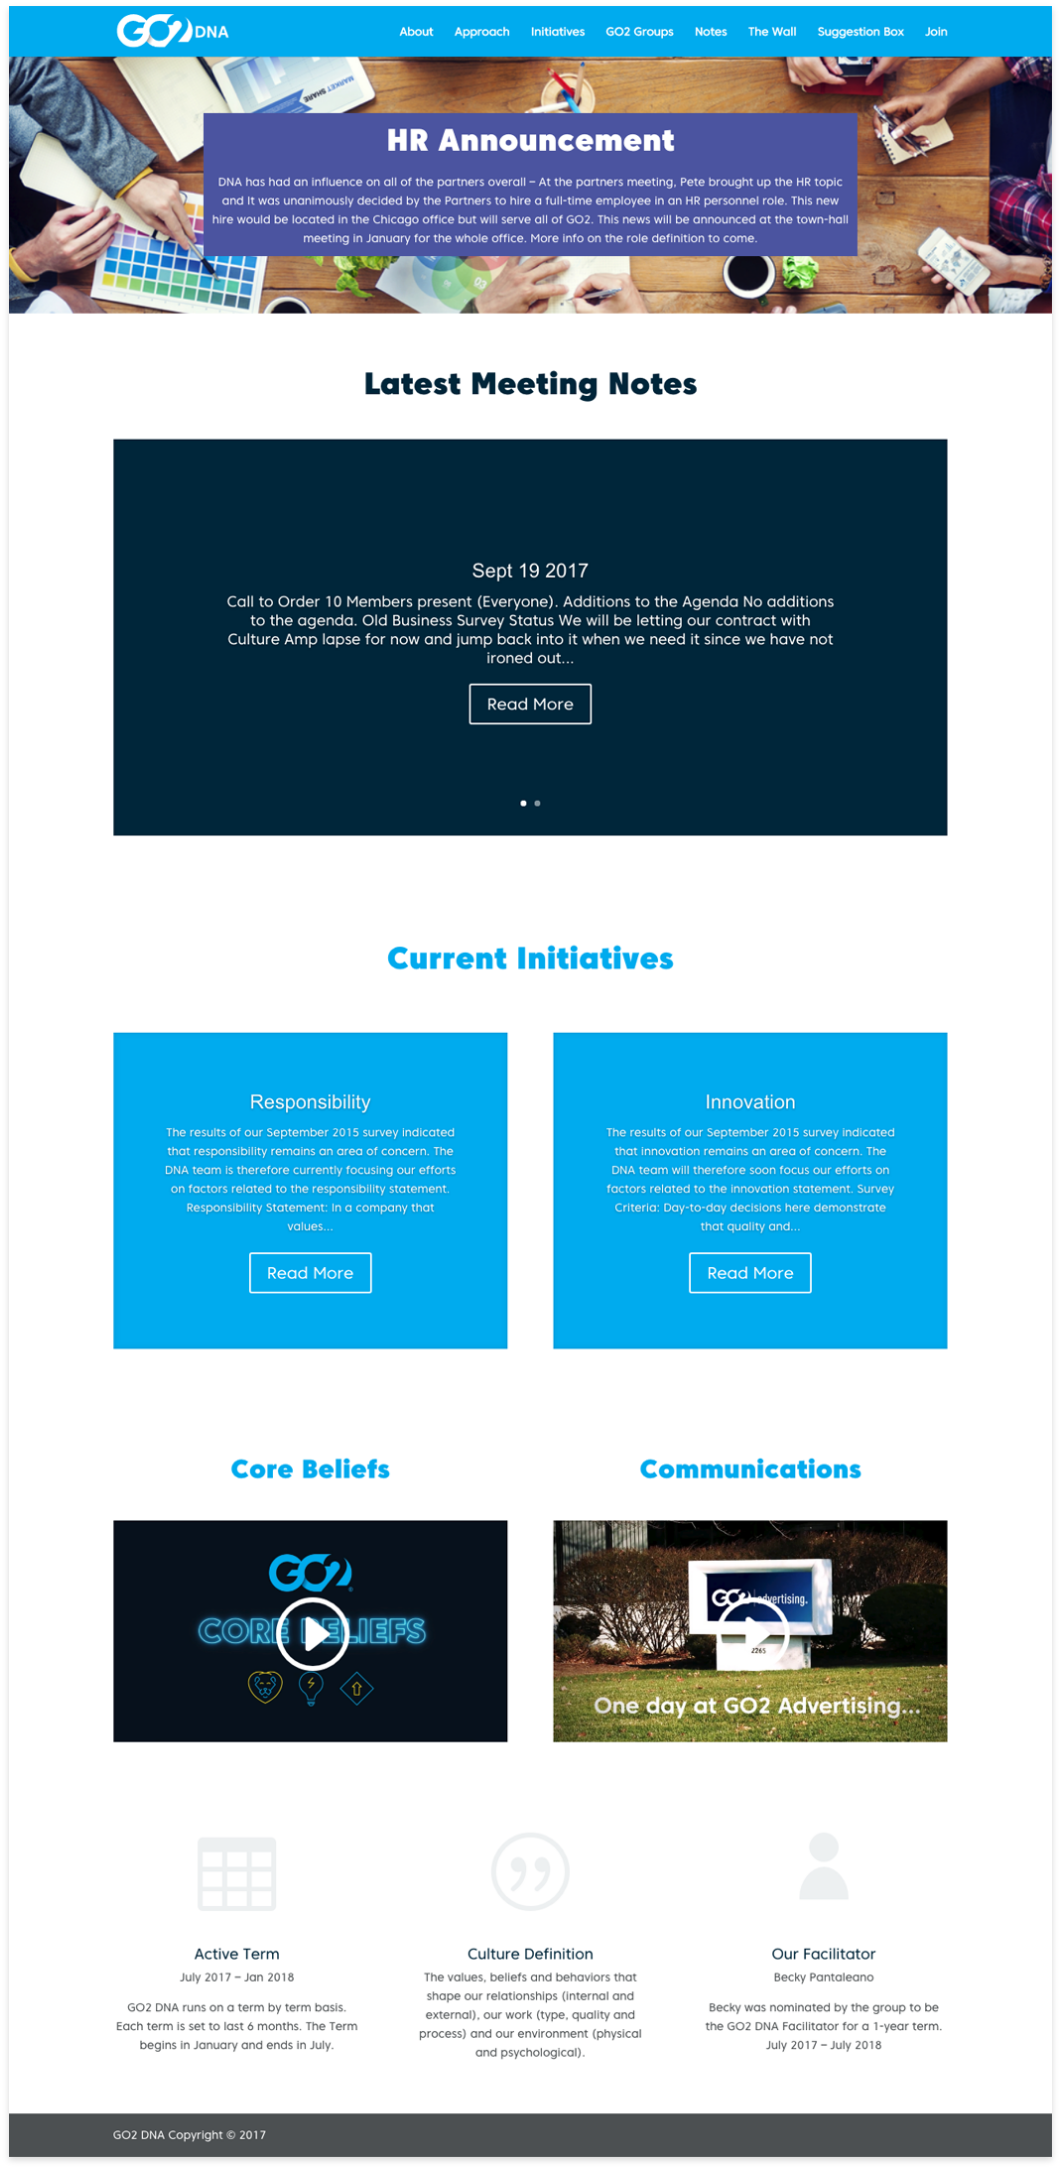 GO2 DNA
About Approach Initiatives GO2 Groups Notes The Wall Suggestion Box Join
MARKET SHARE
HR Announcement
DNA has had an influence on all of the partners overall – At the partners meeting, Pete brought up the HR topic
and It was unanimously decided by the Partners to hire a full-time employee in an HR personnel role. This new
hire would be located in the Chicago office but will serve all of GO2. This news will be announced at the town-hall
meeting in January for the whole office. More info on the role definition to come.
03
Latest Meeting Notes
Sept 19 2017
Call to Order 10 Members present (Everyone). Additions to the Agenda No additions
to the agenda. Old Business Survey Status We will be letting our contract with
Culture Amp lapse for now and jump back into it when we need it since we have not
ironed out...
Read More
Current Initiatives
Responsibility
The results of our September 2015 survey indicated
that responsibility remains an area of concern. The
DNA team is therefore currently focusing our efforts
on factors related to the responsibility statement.
Responsibility Statement: In a company that
values...
Read More
Innovation
The results of our September 2015 survey indicated
that innovation remains an area of concern. The
DNA team will therefore soon focus our efforts on
factors related to the innovation statement. Survey
Criteria: Day-to-day decisions here demonstrate
that quality and...
Read More
Core Beliefs
GO2
CORE BELIEFS
Communications
GO2 advertising.
2265
One day at GO2 Advertising...
Active Term
July 2017 – Jan 2018
GO2 DNA runs on a term by term basis.
Each term is set to last 6 months. The Term
begins in January and ends in July.
Culture Definition
The values, beliefs and behaviors that
shape our relationships (internal and
external), our work (type, quality and
process) and our environment (physical
and psychological).
Our Facilitator
Becky Pantaleano
Becky was nominated by the group to be
the GO2 DNA Facilitator for a 1-year term.
July 2017 – July 2018
GO2 DNA Copyright © 2017